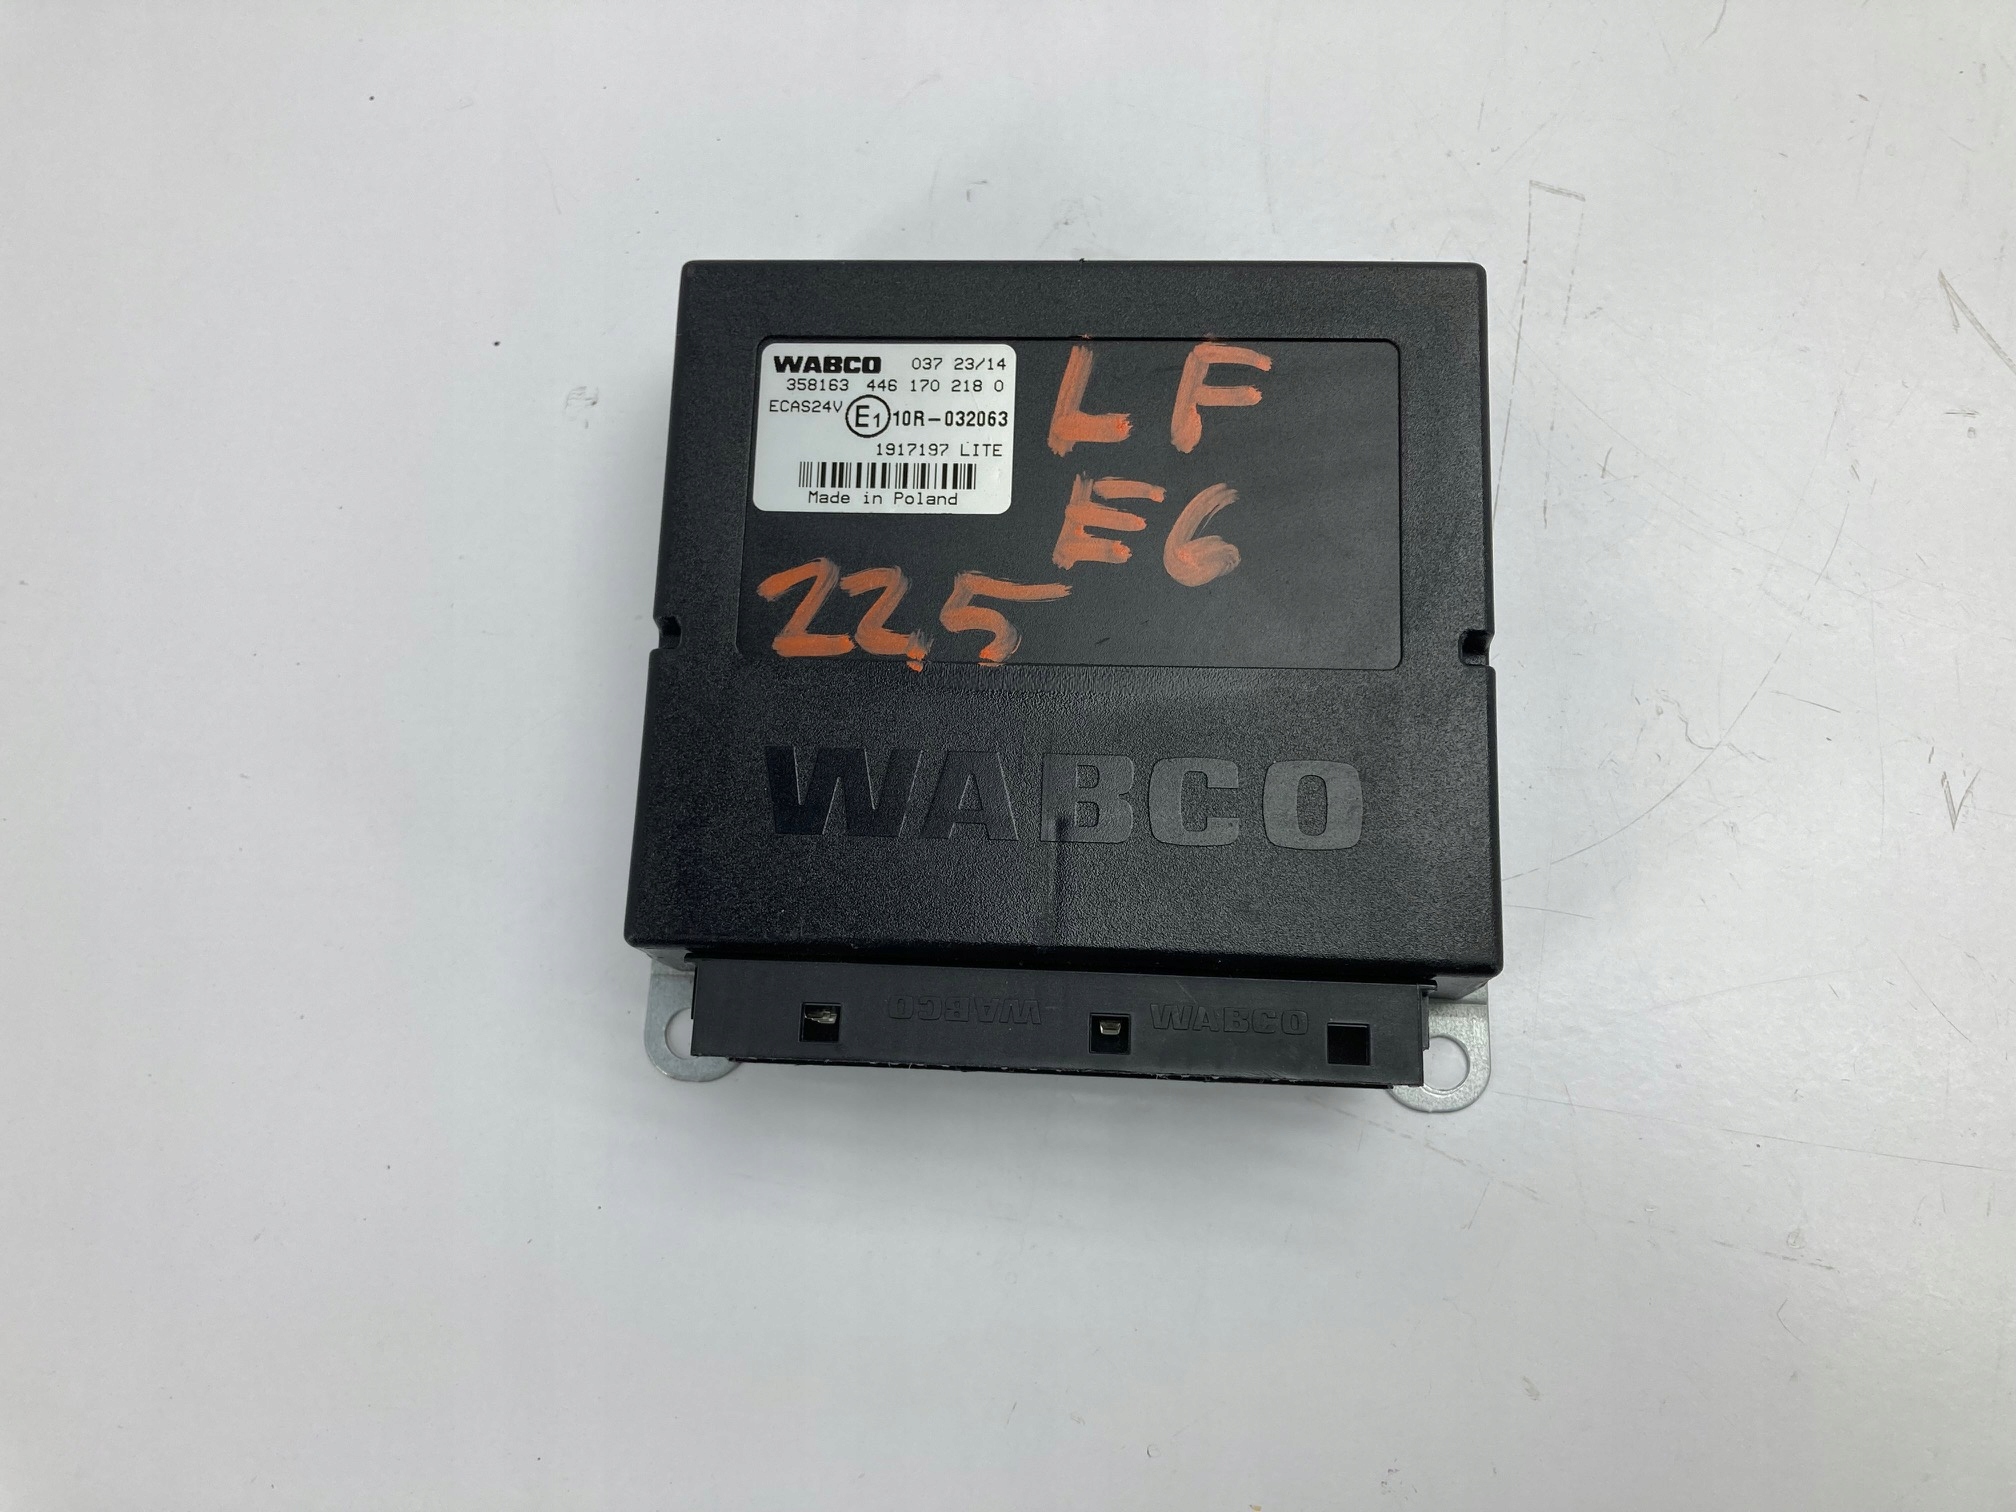 WABCO 037 23/14
358163 446 170 218 0
ECAS24V E1 10R-032063
1917197 LITE
Made in Poland
LF
E6
22,5
WABCO
WABCO WABCO